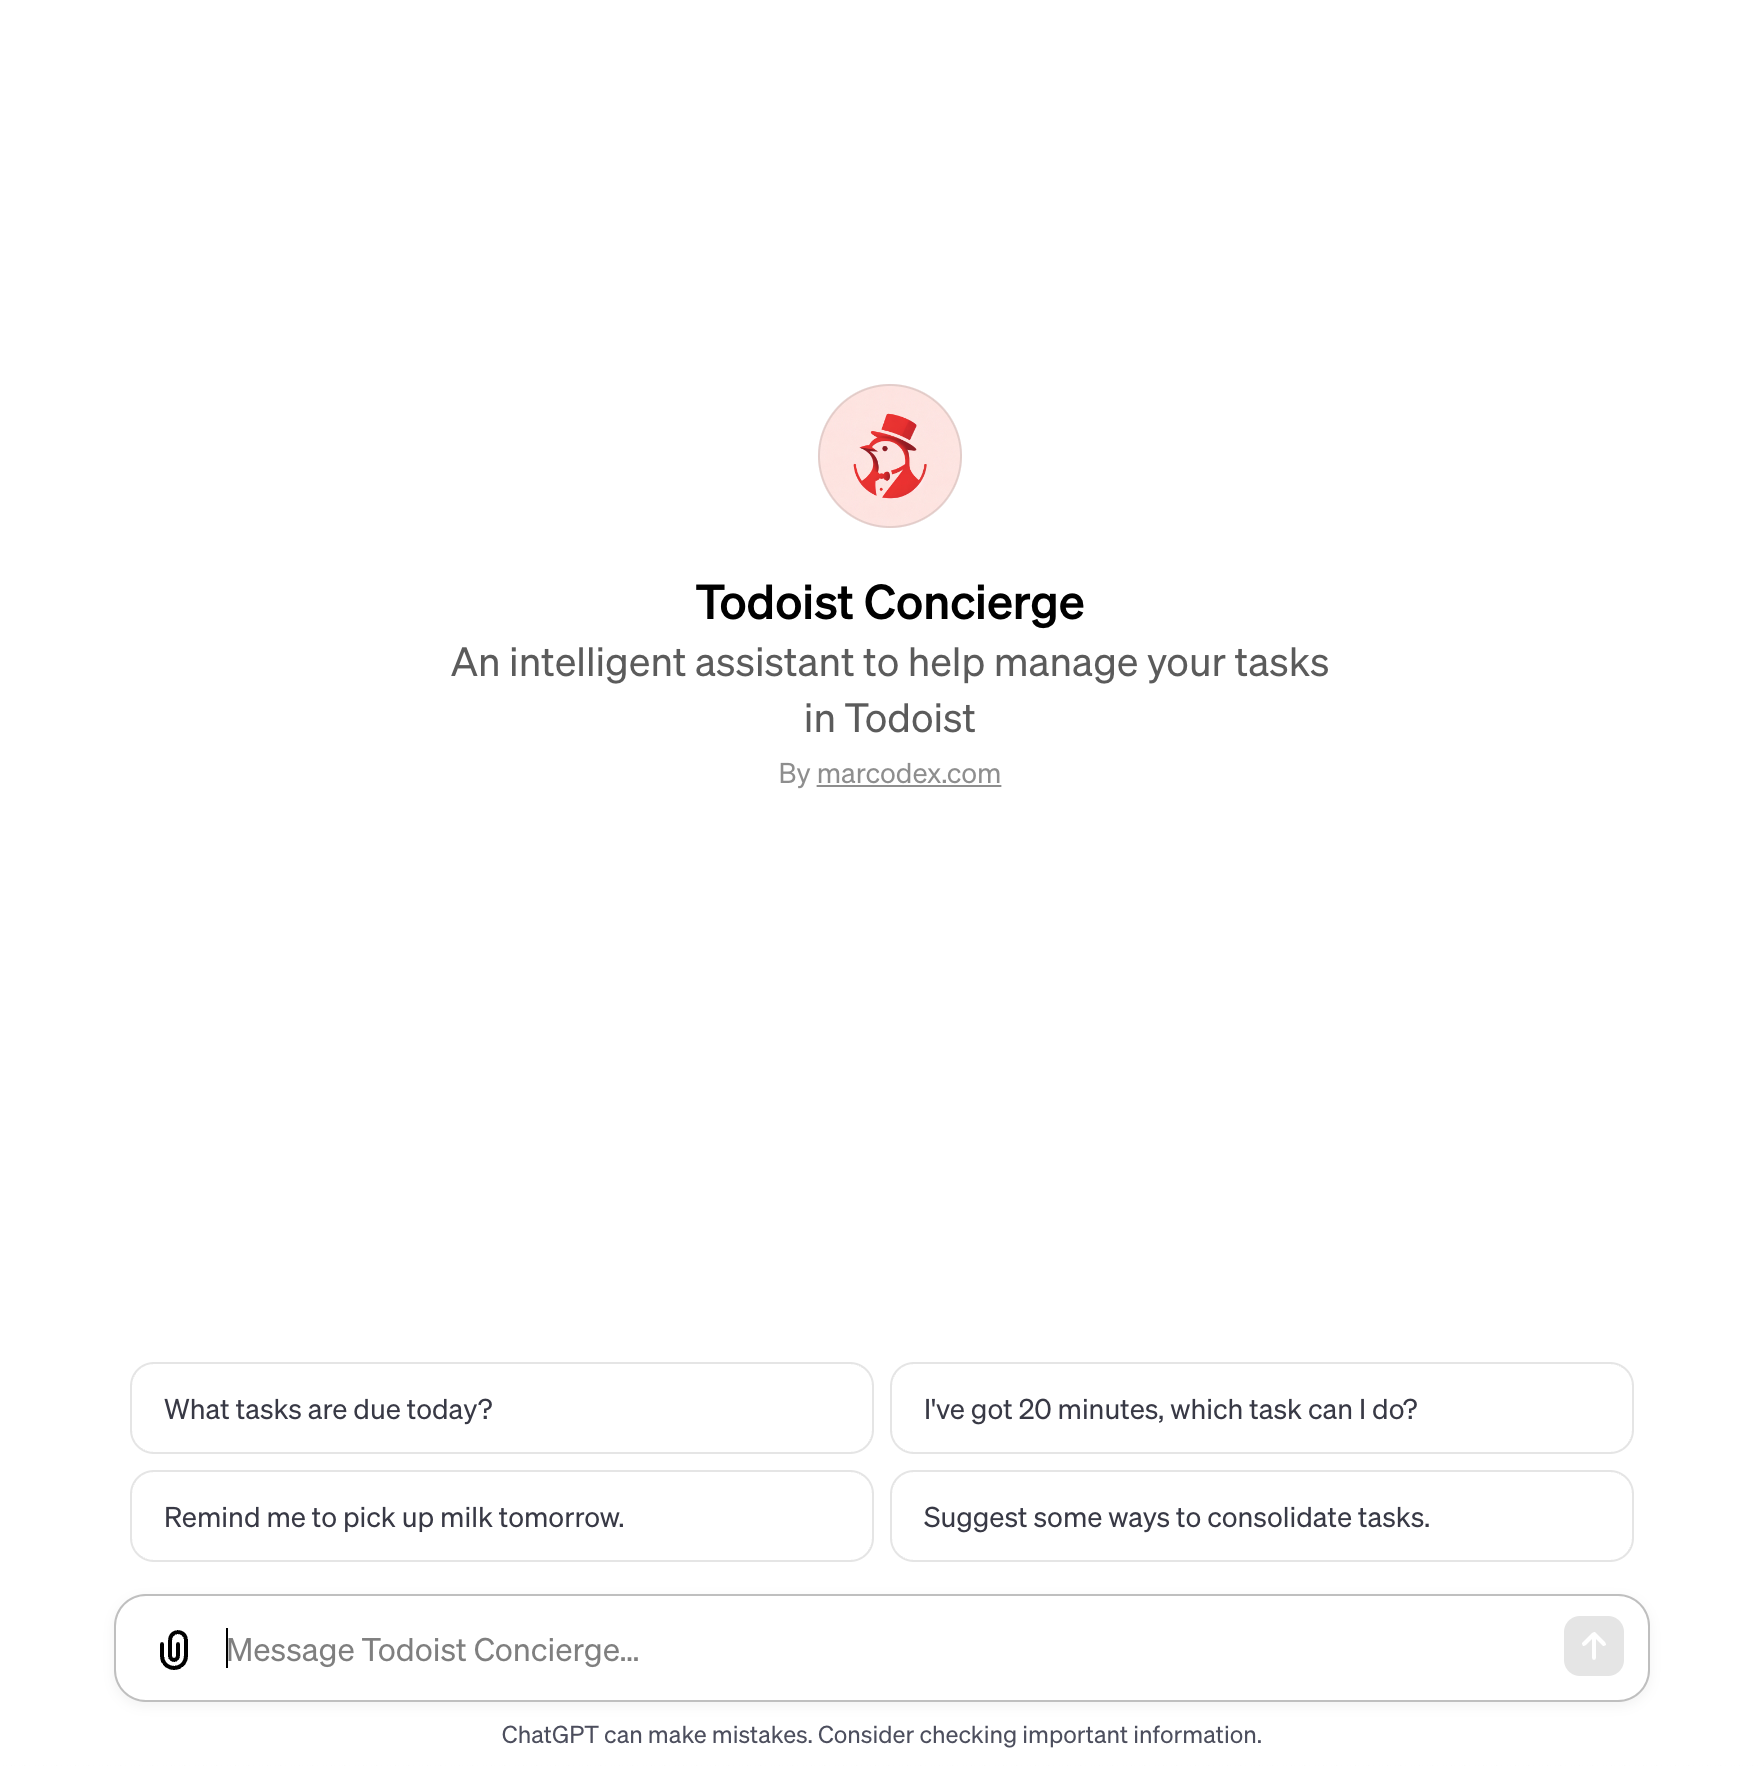 Todoist Concierge
An intelligent assistant to help manage your tasks
in Todoist
By marcodex.com
What tasks are due today?
I've got 20 minutes, which task can I do?
Remind me to pick up milk tomorrow.
Suggest some ways to consolidate tasks.
Message Todoist Concierge...
ChatGPT can make mistakes. Consider checking important information.